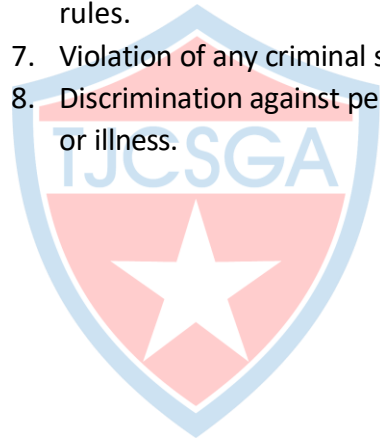 rules.
7. Violation of any criminal s
8. Discrimination against pe
or illness.
TJCSGA